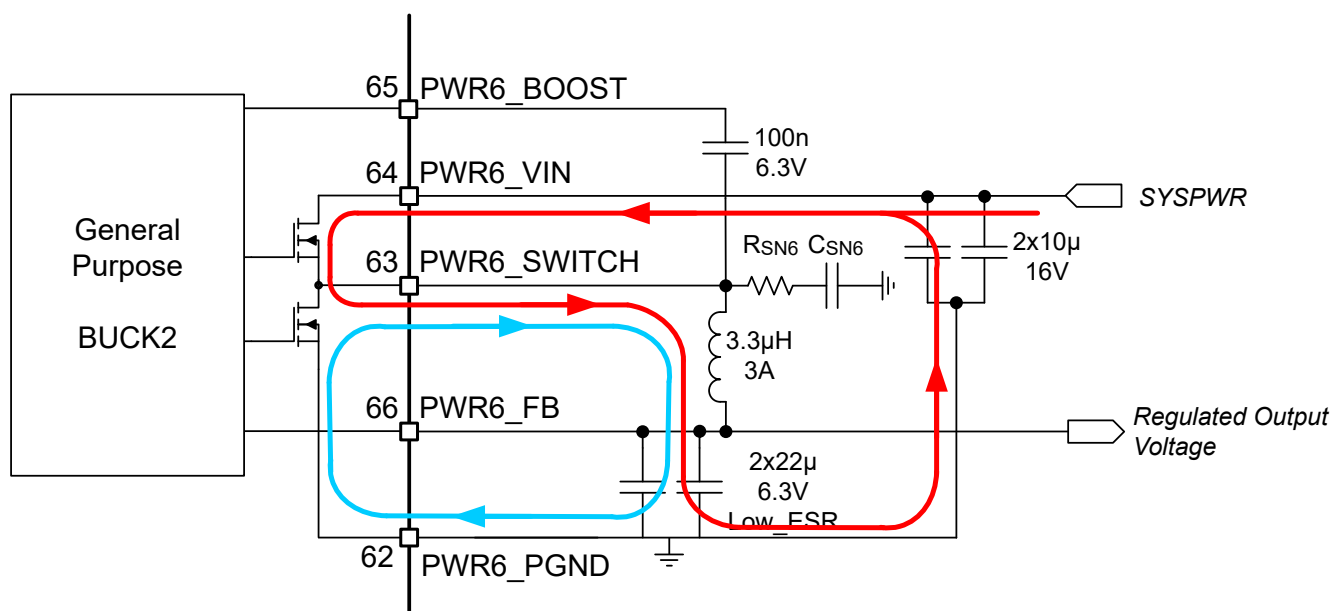 65 PWR6_BOOST
100n
6.3V
64 PWR6_VIN
SYSPWR
General
Purpose
BUCK2
63 PWR6_SWITCH
RSN6 CSN6
2x10µ
16V
3.3µH
3A
66 PWR6_FB
Regulated Output
Voltage
2x22µ
6.3V
Low_ESR
62 PWR6_PGND